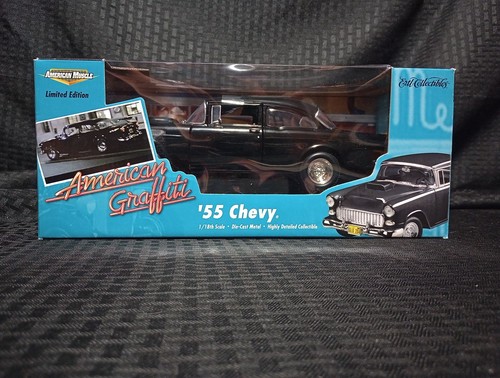 AMERICAN MUSCLE
Limited Edition
Ertl Collectibles
American
Graffiti
'55 Chevy.
1/18th Scale • Die-Cast Metal • Highly Detailed Collectible